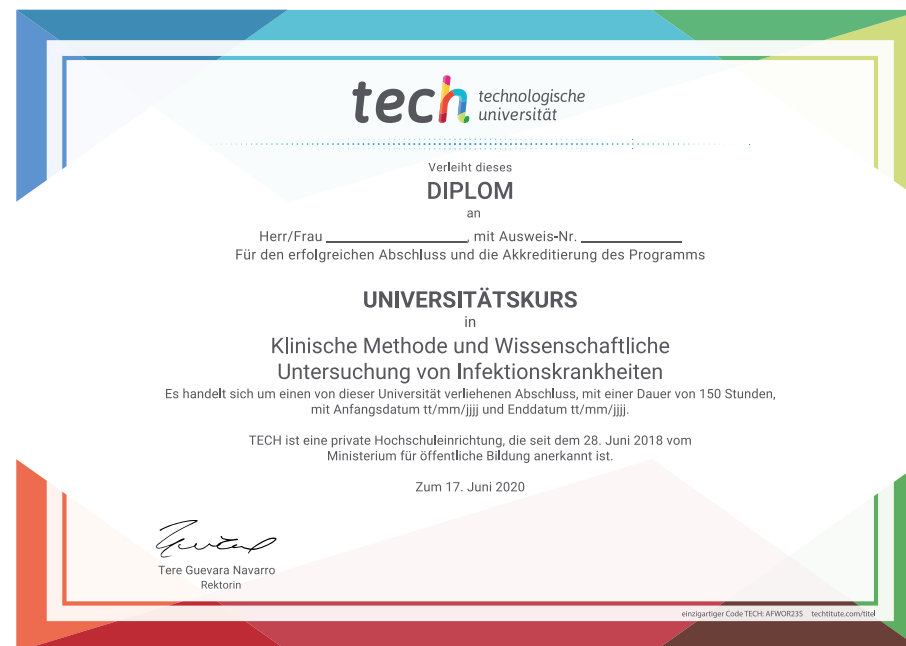 tech technologische
universität
Verleiht dieses
DIPLOM
an
Herr/Frau ____________, mit Ausweis-Nr. ____________
Für den erfolgreichen Abschluss und die Akkreditierung des Programms
UNIVERSITÄTSKURS
in
Klinische Methode und Wissenschaftliche
Untersuchung von Infektionskrankheiten
Es handelt sich um einen von dieser Universität verliehenen Abschluss, mit einer Dauer von 150 Stunden,
mit Anfangsdatum tt/mm/jjjj und Enddatum tt/mm/jjjj.
TECH ist eine private Hochschuleinrichtung, die seit dem 28. Juni 2018 vom
Ministerium für öffentliche Bildung anerkannt ist.
Zum 17. Juni 2020
Tere Guevara Navarro
Rektorin
einzigartiger Code TECH: AFWOR23S techtitute.com/titel